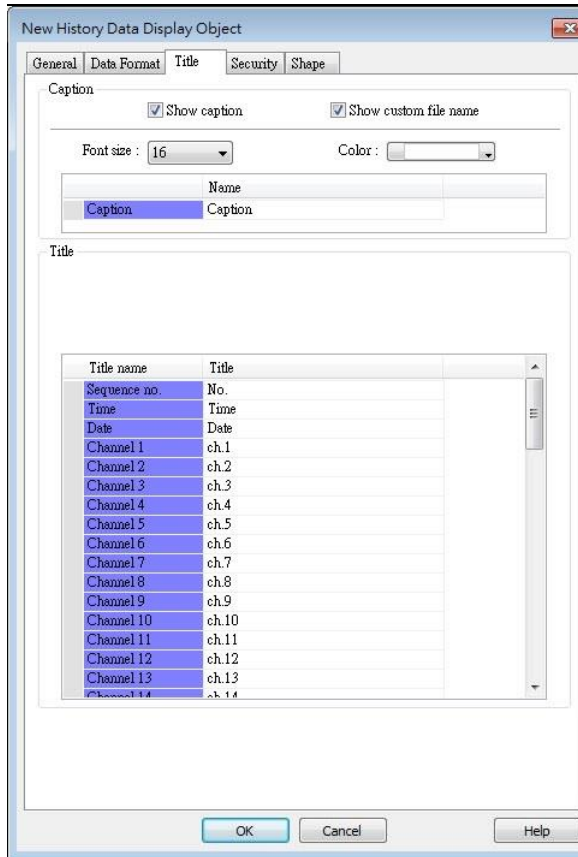 New History Data Display Object
General Data Format Title Security Shape
Caption
Show caption Show custom file name
Font size : 16 Color :
Name
Caption Caption
Title
Title name Title
Sequence no. No.
Time Time
Date Date
Channel 1 ch.1
Channel 2 ch.2
Channel 3 ch.3
Channel 4 ch.4
Channel 5 ch.5
Channel 6 ch.6
Channel 7 ch.7
Channel 8 ch.8
Channel 9 ch.9
Channel 10 ch.10
Channel 11 ch.11
Channel 12 ch.12
Channel 13 ch.13
Channel 14 ch.14
OK Cancel Help